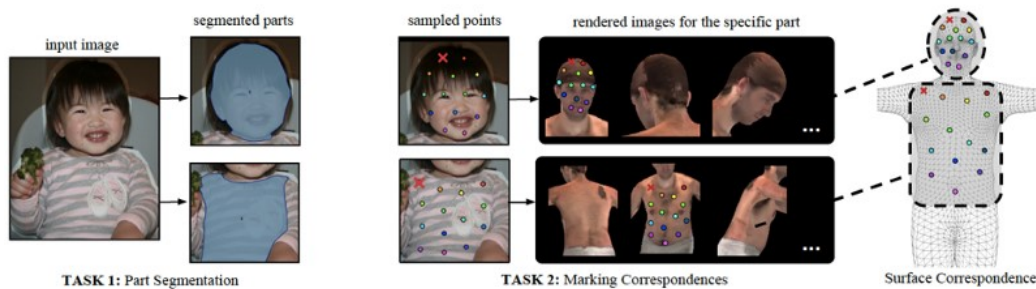 input image
segmented parts
sampled points
rendered images for the specific part
...
...
TASK 1: Part Segmentation
TASK 2: Marking Correspondences
Surface Correspondence